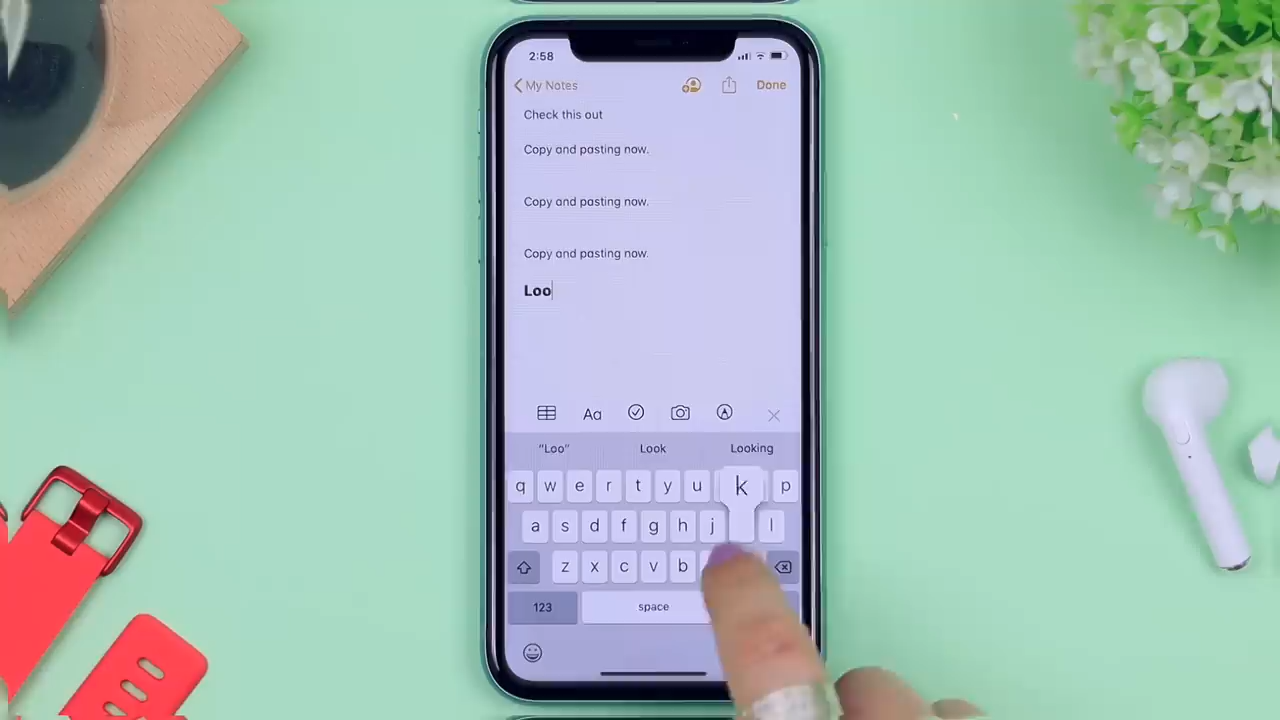 2:58
My Notes Done
Check this out
Copy and pasting now.
Copy and pasting now.
Copy and pasting now.
Loo
Aa
"Loo" Look Looking
q w e r t y u k p
a s d f g h j l
z x c v b
123 space